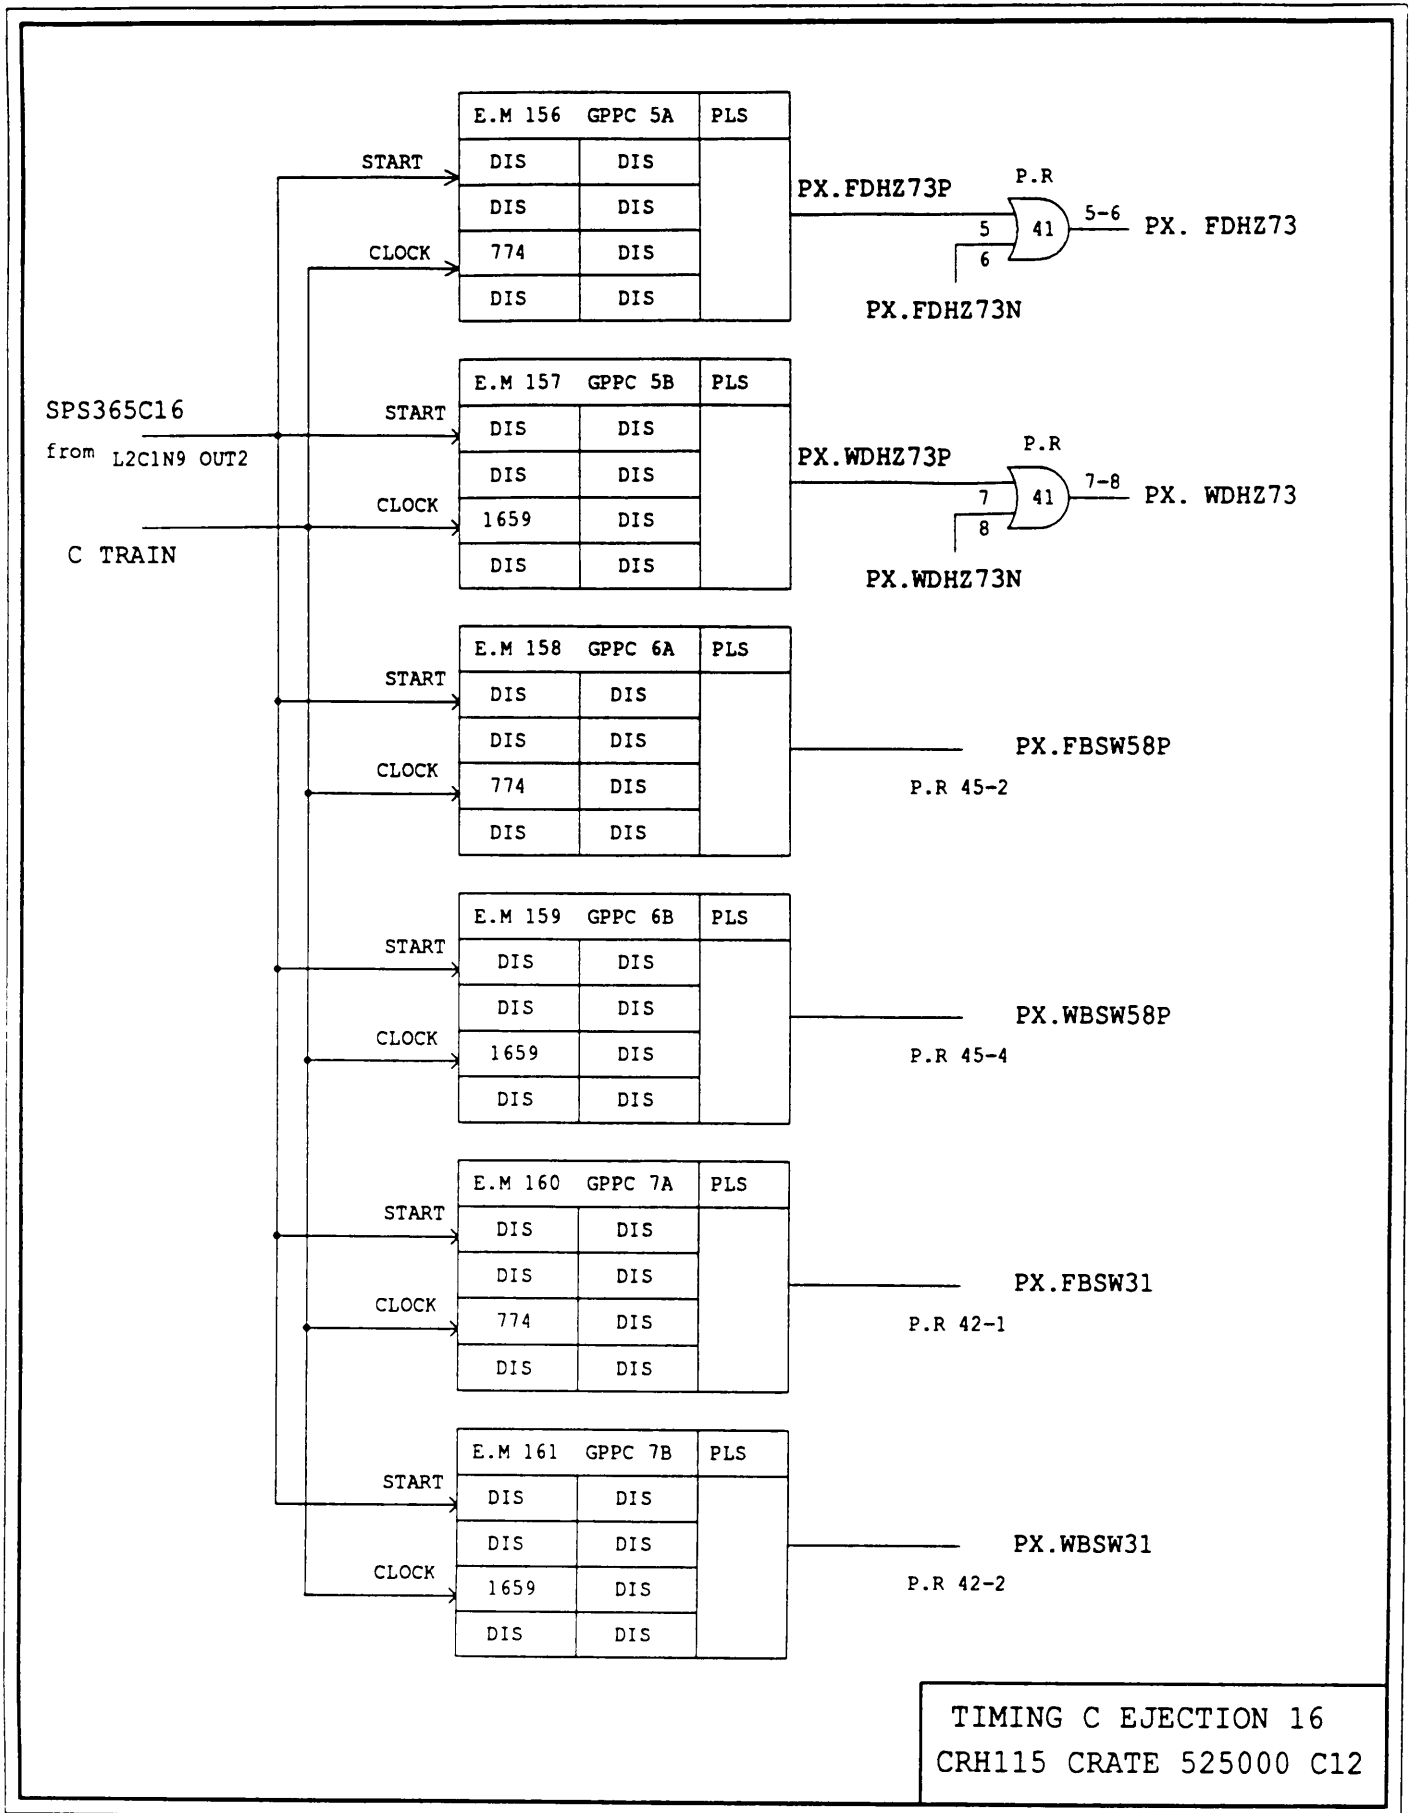 E.M 156 GPPC 5A PLS
START DIS DIS
DIS DIS
CLOCK 774 DIS
DIS DIS
PX.FDHZ73P
P.R
5 41 5-6 PX. FDHZ73
6
PX.FDHZ73N
SPS365C16
from L2C1N9 OUT2
C TRAIN
E.M 157 GPPC 5B PLS
START DIS DIS
DIS DIS
CLOCK 1659 DIS
DIS DIS
PX.WDHZ73P
P.R
7 41 7-8 PX. WDHZ73
8
PX.WDHZ73N
E.M 158 GPPC 6A PLS
START DIS DIS
DIS DIS
CLOCK 774 DIS
DIS DIS
PX.FBSW58P
P.R 45-2
E.M 159 GPPC 6B PLS
START DIS DIS
DIS DIS
CLOCK 1659 DIS
DIS DIS
PX.WBSW58P
P.R 45-4
E.M 160 GPPC 7A PLS
START DIS DIS
DIS DIS
CLOCK 774 DIS
DIS DIS
PX.FBSW31
P.R 42-1
E.M 161 GPPC 7B PLS
START DIS DIS
DIS DIS
CLOCK 1659 DIS
DIS DIS
PX.WBSW31
P.R 42-2
TIMING C EJECTION 16
CRH115 CRATE 525000 C12